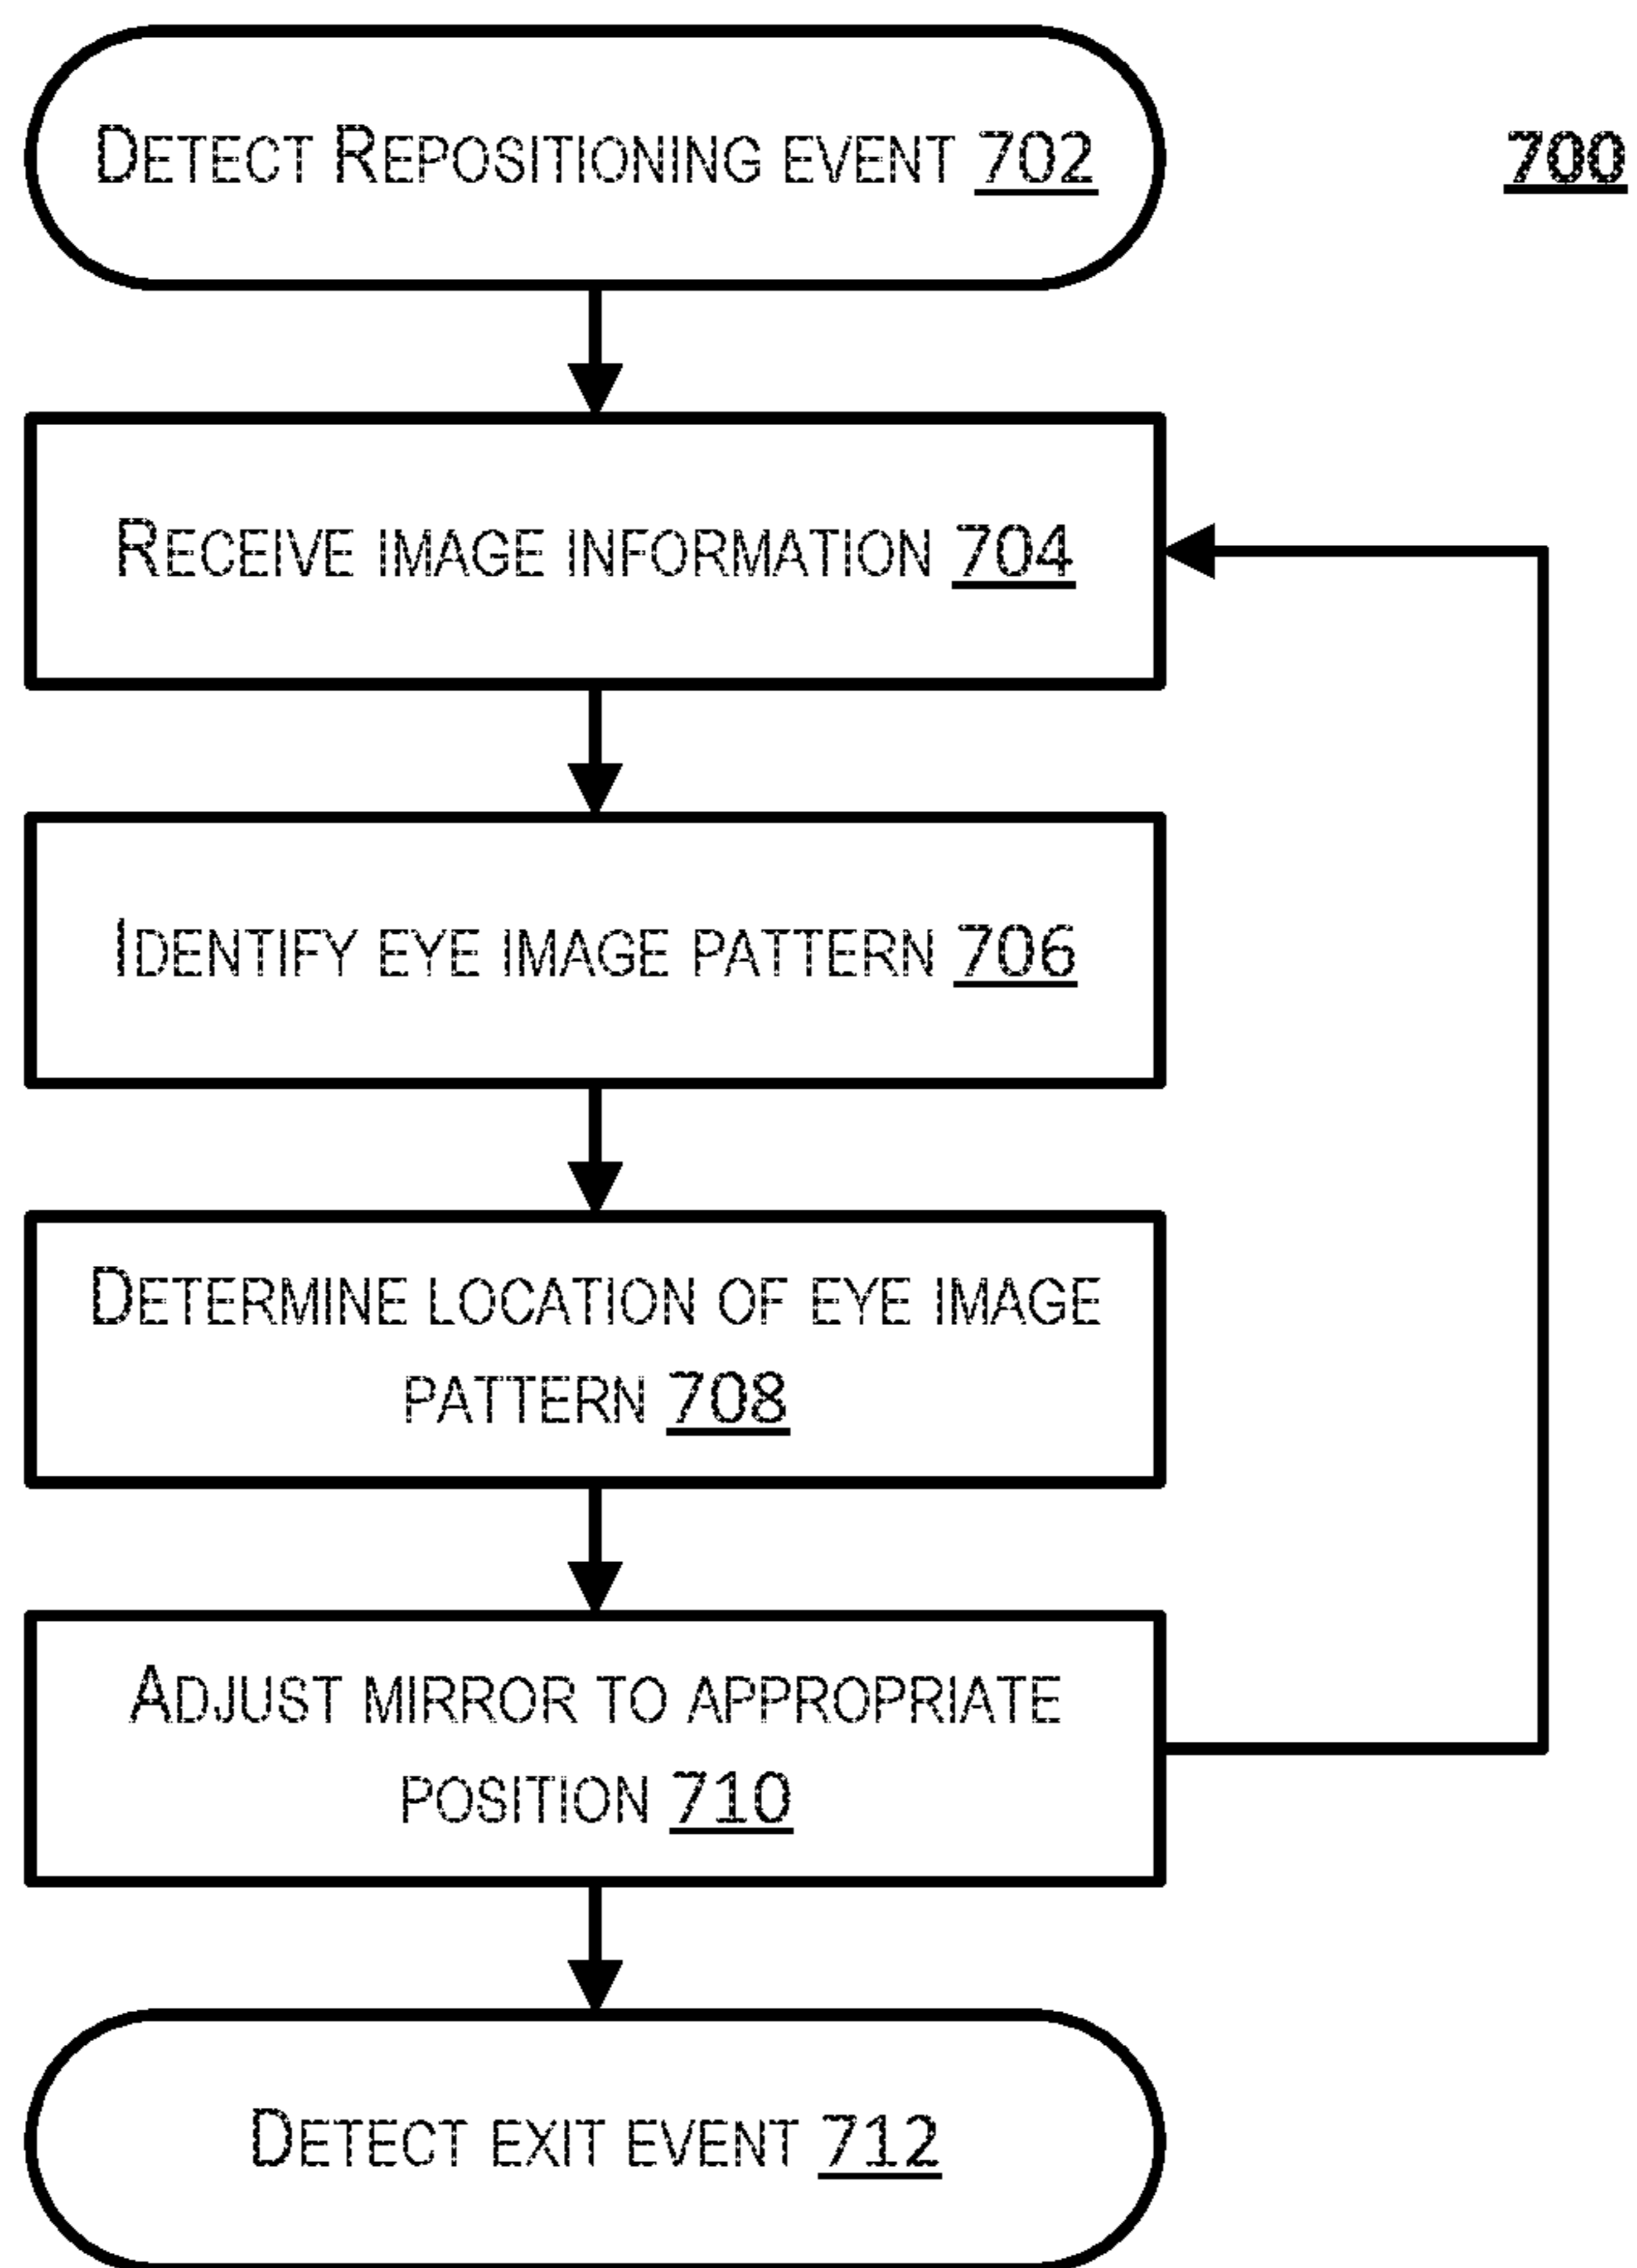 Detect Repositioning event 702
700
Receive image information 704
Identify eye image pattern 706
Determine location of eye image
pattern 708
Adjust mirror to appropriate
position 710
Detect exit event 712